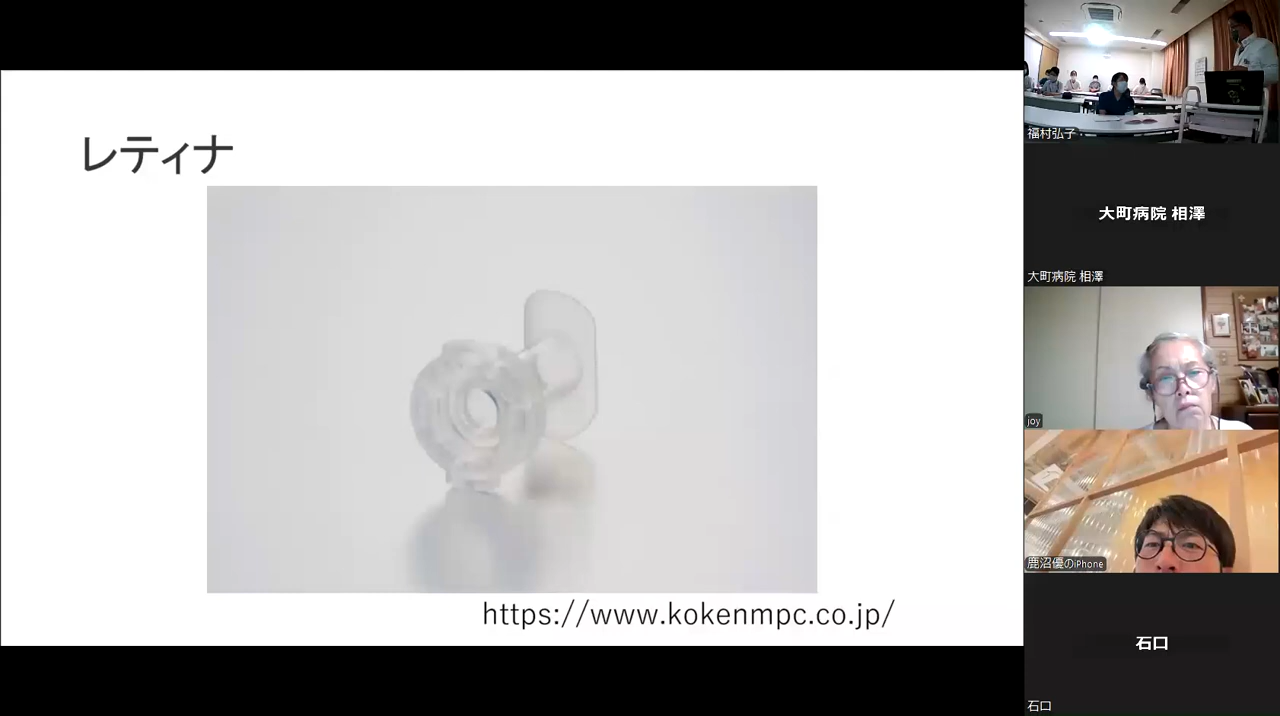 レティナ
https://www.kokenmpc.co.jp/
福村弘子
大町病院 相澤
大町病院 相澤
joy
鹿沼優のiPhone
石口
石口